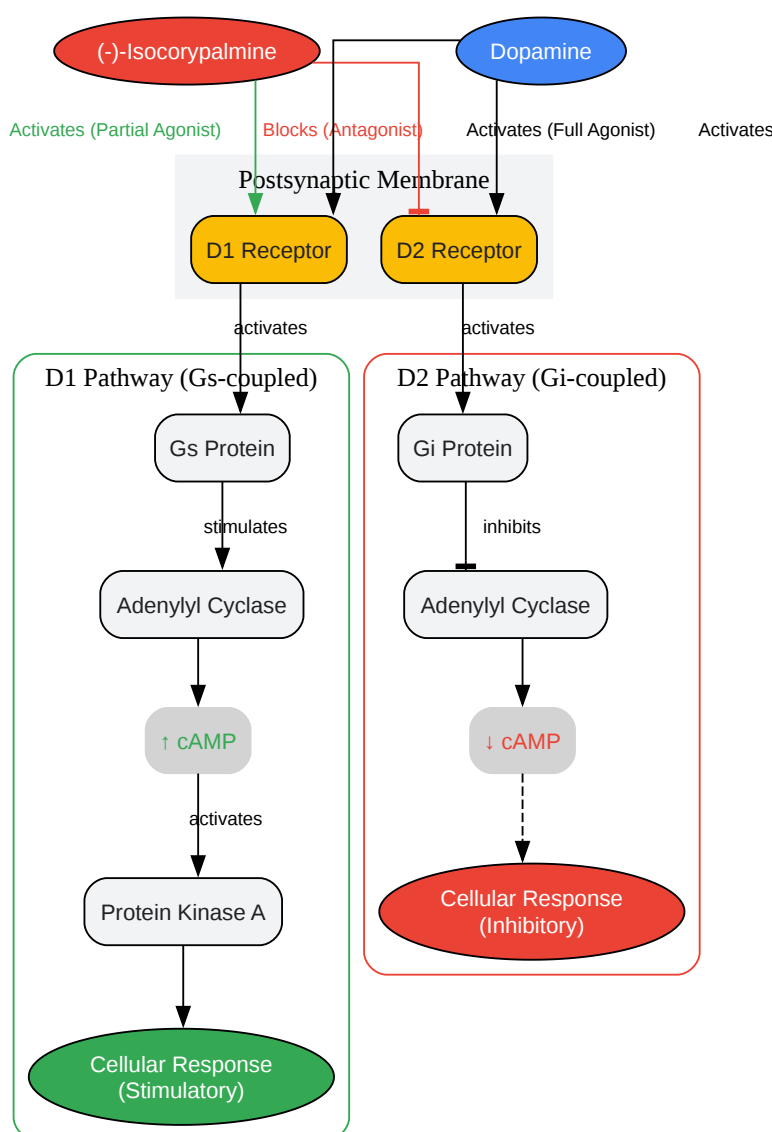 (-)-Isocorypalmine
Dopamine
Activates (Partial Agonist)
Blocks (Antagonist)
Activates (Full Agonist)
Activates
Postsynaptic Membrane
D1 Receptor
D2 Receptor
activates
activates
D1 Pathway (Gs-coupled)
D2 Pathway (Gi-coupled)
Gs Protein
Gi Protein
stimulates
inhibits
Adenylyl Cyclase
Adenylyl Cyclase
↑ cAMP
↓ cAMP
activates
Protein Kinase A
Cellular Response
(Inhibitory)
Cellular Response
(Stimulatory)